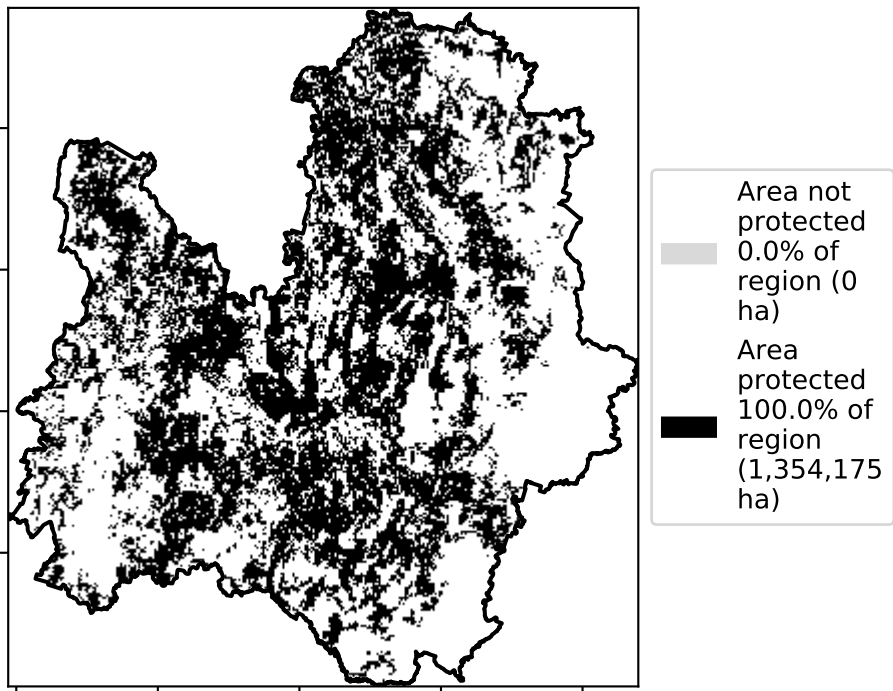 Area not
protected
0.0% of
region (0
ha)
Area
protected
100.0% of
region
(1,354,175
ha)